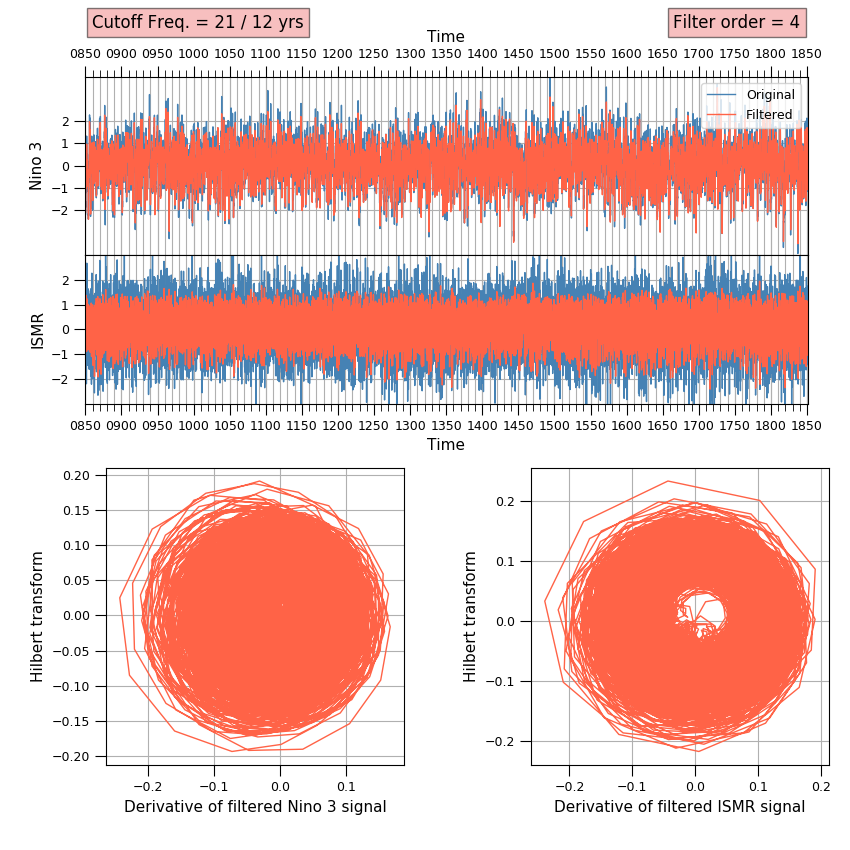 Cutoff Freq. = 21 / 12 yrs
Filter order = 4
Time
0850 0900 0950 1000 1050 1100 1150 1200 1250 1300 1350 1400 1450 1500 1550 1600 1650 1700 1750 1800 1850
Original
Filtered
Nino 3
2
1
0
−1
−2
ISMR
2
1
0
−1
−2
0850 0900 0950 1000 1050 1100 1150 1200 1250 1300 1350 1400 1450 1500 1550 1600 1650 1700 1750 1800 1850
Time
Hilbert transform
0.20
0.15
0.10
0.05
0.00
−0.05
−0.10
−0.15
−0.20
−0.2 −0.1 0.0 0.1
Derivative of filtered Nino 3 signal
Hilbert transform
0.2
0.1
0.0
−0.1
−0.2
−0.2 −0.1 0.0 0.1 0.2
Derivative of filtered ISMR signal